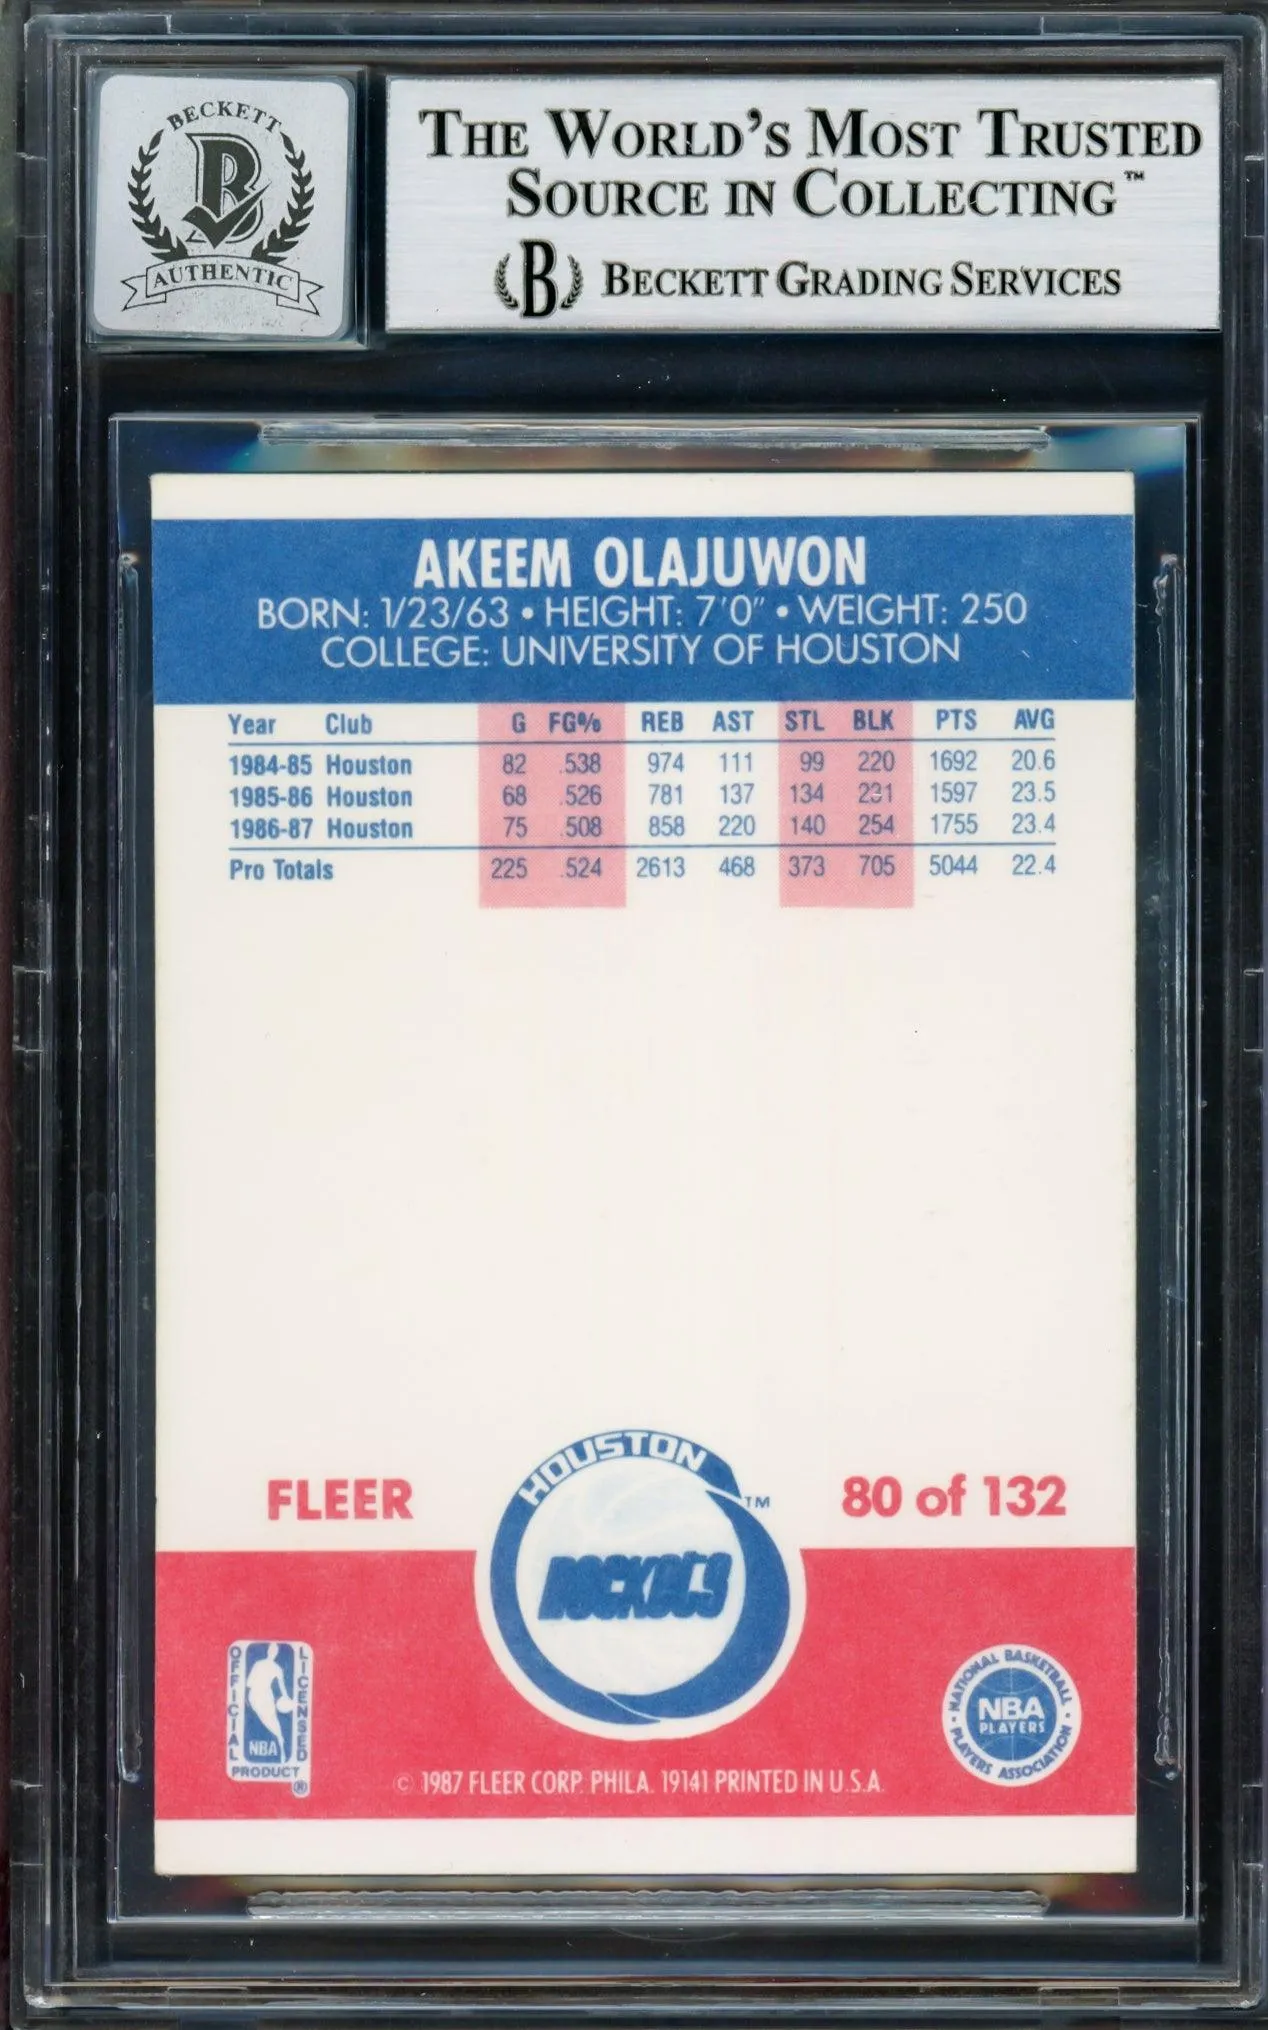 BECKETT
AUTHENTIC
THE WORLD'S MOST TRUSTED
SOURCE IN COLLECTING™
B BECKETT GRADING SERVICES
AKEEM OLAJUWON
BORN: 1/23/63 • HEIGHT: 7'0" • WEIGHT: 250
COLLEGE: UNIVERSITY OF HOUSTON
Year Club G FG% REB AST STL BLK PTS AVG
1984-85 Houston 82 .538 974 111 99 220 1692 20.6
1985-86 Houston 68 .526 781 137 134 231 1597 23.5
1986-87 Houston 75 .508 858 220 140 254 1755 23.4
Pro Totals 225 .524 2613 468 373 705 5044 22.4
HOUSTON
ROCKETS
TM
FLEER
80 of 132
OFFICIAL LICENSED
NBA
PRODUCT ®
NATIONAL BASKETBALL
NBA
PLAYERS
PLAYERS ASSOCIATION
© 1987 FLEER CORP. PHILA. 19141 PRINTED IN U.S.A.